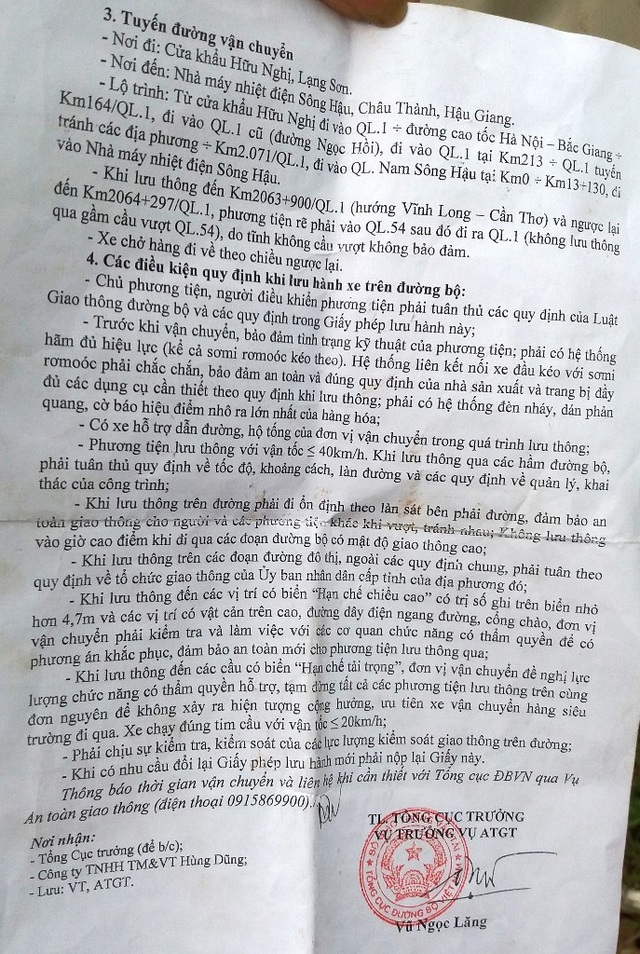 3. Tuyến đường vận chuyển
- Nơi đi: Cửa khẩu Hữu Nghị, Lạng Sơn.
- Nơi đến: Nhà máy nhiệt điện Sông Hậu, Châu Thành, Hậu Giang.
- Lộ trình: Từ cửa khẩu Hữu Nghị đi vào QL.1 ÷ đường cao tốc Hà Nội – Bắc Giang ÷
Km164/QL.1, đi vào QL.1 cũ (đường Ngọc Hồi), đi vào QL.1 tại Km213 ÷ QL.1 tuyến
tránh các địa phương ÷ Km2.071/QL.1, đi vào QL. Nam Sông Hậu tại Km0 ÷ Km13+130, đi
vào Nhà máy nhiệt điện Sông Hậu.
- Khi lưu thông đến Km2063+900/QL.1 (hướng Vĩnh Long – Cần Thơ) và ngược lại
đến Km2064+297/QL.1, phương tiện rẽ phải vào QL.54 sau đó đi ra QL.1 (không lưu thông
qua gầm cầu vượt QL.54), do tĩnh không cầu vượt không bảo đảm.
- Xe chở hàng đi về theo chiều ngược lại.
4. Các điều kiện quy định khi lưu hành xe trên đường bộ:
- Chủ phương tiện, người điều khiển phương tiện phải tuân thủ các quy định của Luật
Giao thông đường bộ và các quy định trong Giấy phép lưu hành này;
- Trước khi vận chuyển, bảo đảm tình trạng kỹ thuật của phương tiện; phải có hệ thống
hãm đủ hiệu lực (kể cả sơmi rơmoóc kéo theo). Hệ thống liên kết nối xe đầu kéo với sơmi
rơmoóc phải chắc chắn, bảo đảm an toàn và đúng quy định của nhà sản xuất và trang bị đầy
đủ các dụng cụ cần thiết theo quy định khi lưu thông; phải có hệ thống đèn nháy, dán phản
quang, cờ báo hiệu điểm nhô ra lớn nhất của hàng hóa;
- Có xe hỗ trợ dẫn đường, hộ tống của đơn vị vận chuyển trong quá trình lưu thông;
- Phương tiện lưu thông với vận tốc ≤ 40km/h. Khi lưu thông qua các hầm đường bộ,
phải tuân thủ quy định về tốc độ, khoảng cách, làn đường và các quy định về quản lý, khai
thác của công trình;
- Khi lưu thông trên đường phải đi ổn định theo làn sát bên phải đường, đảm bảo an
toàn giao thông cho người và các phương tiện khác khi vượt, tránh nhau; Không lưu thông
vào giờ cao điểm khi đi qua các đoạn đường bộ có mật độ giao thông cao;
- Khi lưu thông trên các đoạn đường đô thị, ngoài các quy định chung, phải tuân theo
quy định về tổ chức giao thông của Ủy ban nhân dân cấp tỉnh của địa phương đó;
- Khi lưu thông đến các vị trí có biển “Hạn chế chiều cao” có trị số ghi trên biển nhỏ
hơn 4,7m và các vị trí có vật cản trên cao, đường dây điện ngang đường, cổng chào, đơn vị
vận chuyển phải kiểm tra và làm việc với các cơ quan chức năng có thẩm quyền để có
phương án khắc phục, đảm bảo an toàn mới cho phương tiện lưu thông qua;
- Khi lưu thông đến các cầu có biển “Hạn chế tải trọng”, đơn vị vận chuyển đề nghị lực
lượng chức năng có thẩm quyền hỗ trợ, tạm dừng tất cả các phương tiện lưu thông trên cùng
đơn nguyên để không xảy ra hiện tượng cộng hưởng, ưu tiên xe vận chuyển hàng siêu
trường đi qua. Xe chạy đúng tim cầu với vận tốc ≤ 20km/h;
- Phải chịu sự kiểm tra, kiểm soát của các lực lượng kiểm soát giao thông trên đường;
- Khi có nhu cầu đổi lại Giấy phép lưu hành mới phải nộp lại Giấy này.
Thông báo thời gian vận chuyển và liên hệ khi cần thiết với Tổng cục ĐBVN qua Vụ
An toàn giao thông (điện thoại 0915869900)./.
Nơi nhận:
- Tổng Cục trưởng (để b/c);
- Công ty TNHH TM&VT Hùng Dũng;
- Lưu: VT, ATGT.
TL. TỔNG CỤC TRƯỞNG
VỤ TRƯỞNG VỤ ATGT
TỔNG CỤC ĐƯỜNG BỘ VIỆT
Vũ Ngọc Lăng